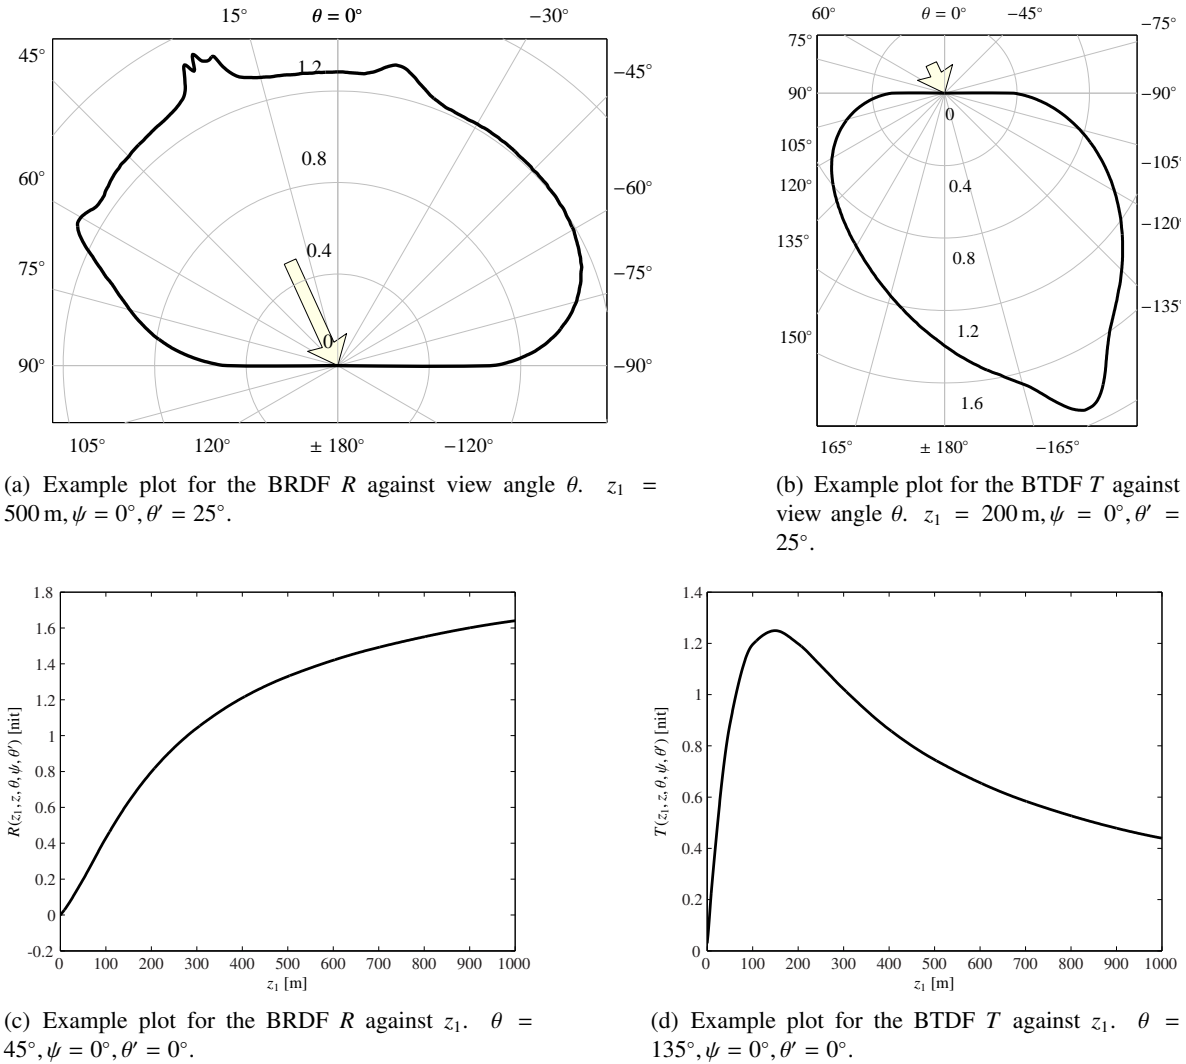 15° θ = 0° −30°
45° −45°
60° −60°
75° −75°
90° −90°
1.2
0.8
0.4
0
105° 120° ± 180° −120°
(a) Example plot for the BRDF R against view angle θ. z₁ =
500 m, ψ = 0°, θ′ = 25°.
60° θ = 0° −45° −75°
75°
90° −90°
105° −105°
120° −120°
135° −135°
150°
0
0.4
0.8
1.2
1.6
165° ± 180° −165°
(b) Example plot for the BTDF T against
view angle θ. z₁ = 200 m, ψ = 0°, θ′ =
25°.
1.8
1.6
1.4
1.2
1
0.8
0.6
0.4
0.2
0
-0.2
R(z₁, z, θ, ψ, θ′) [nit]
0 100 200 300 400 500 600 700 800 900 1000
z₁ [m]
(c) Example plot for the BRDF R against z₁. θ =
45°, ψ = 0°, θ′ = 0°.
1.4
1.2
1
0.8
0.6
0.4
0.2
0
T(z₁, z, θ, ψ, θ′) [nit]
0 100 200 300 400 500 600 700 800 900 1000
z₁ [m]
(d) Example plot for the BTDF T against z₁. θ =
135°, ψ = 0°, θ′ = 0°.